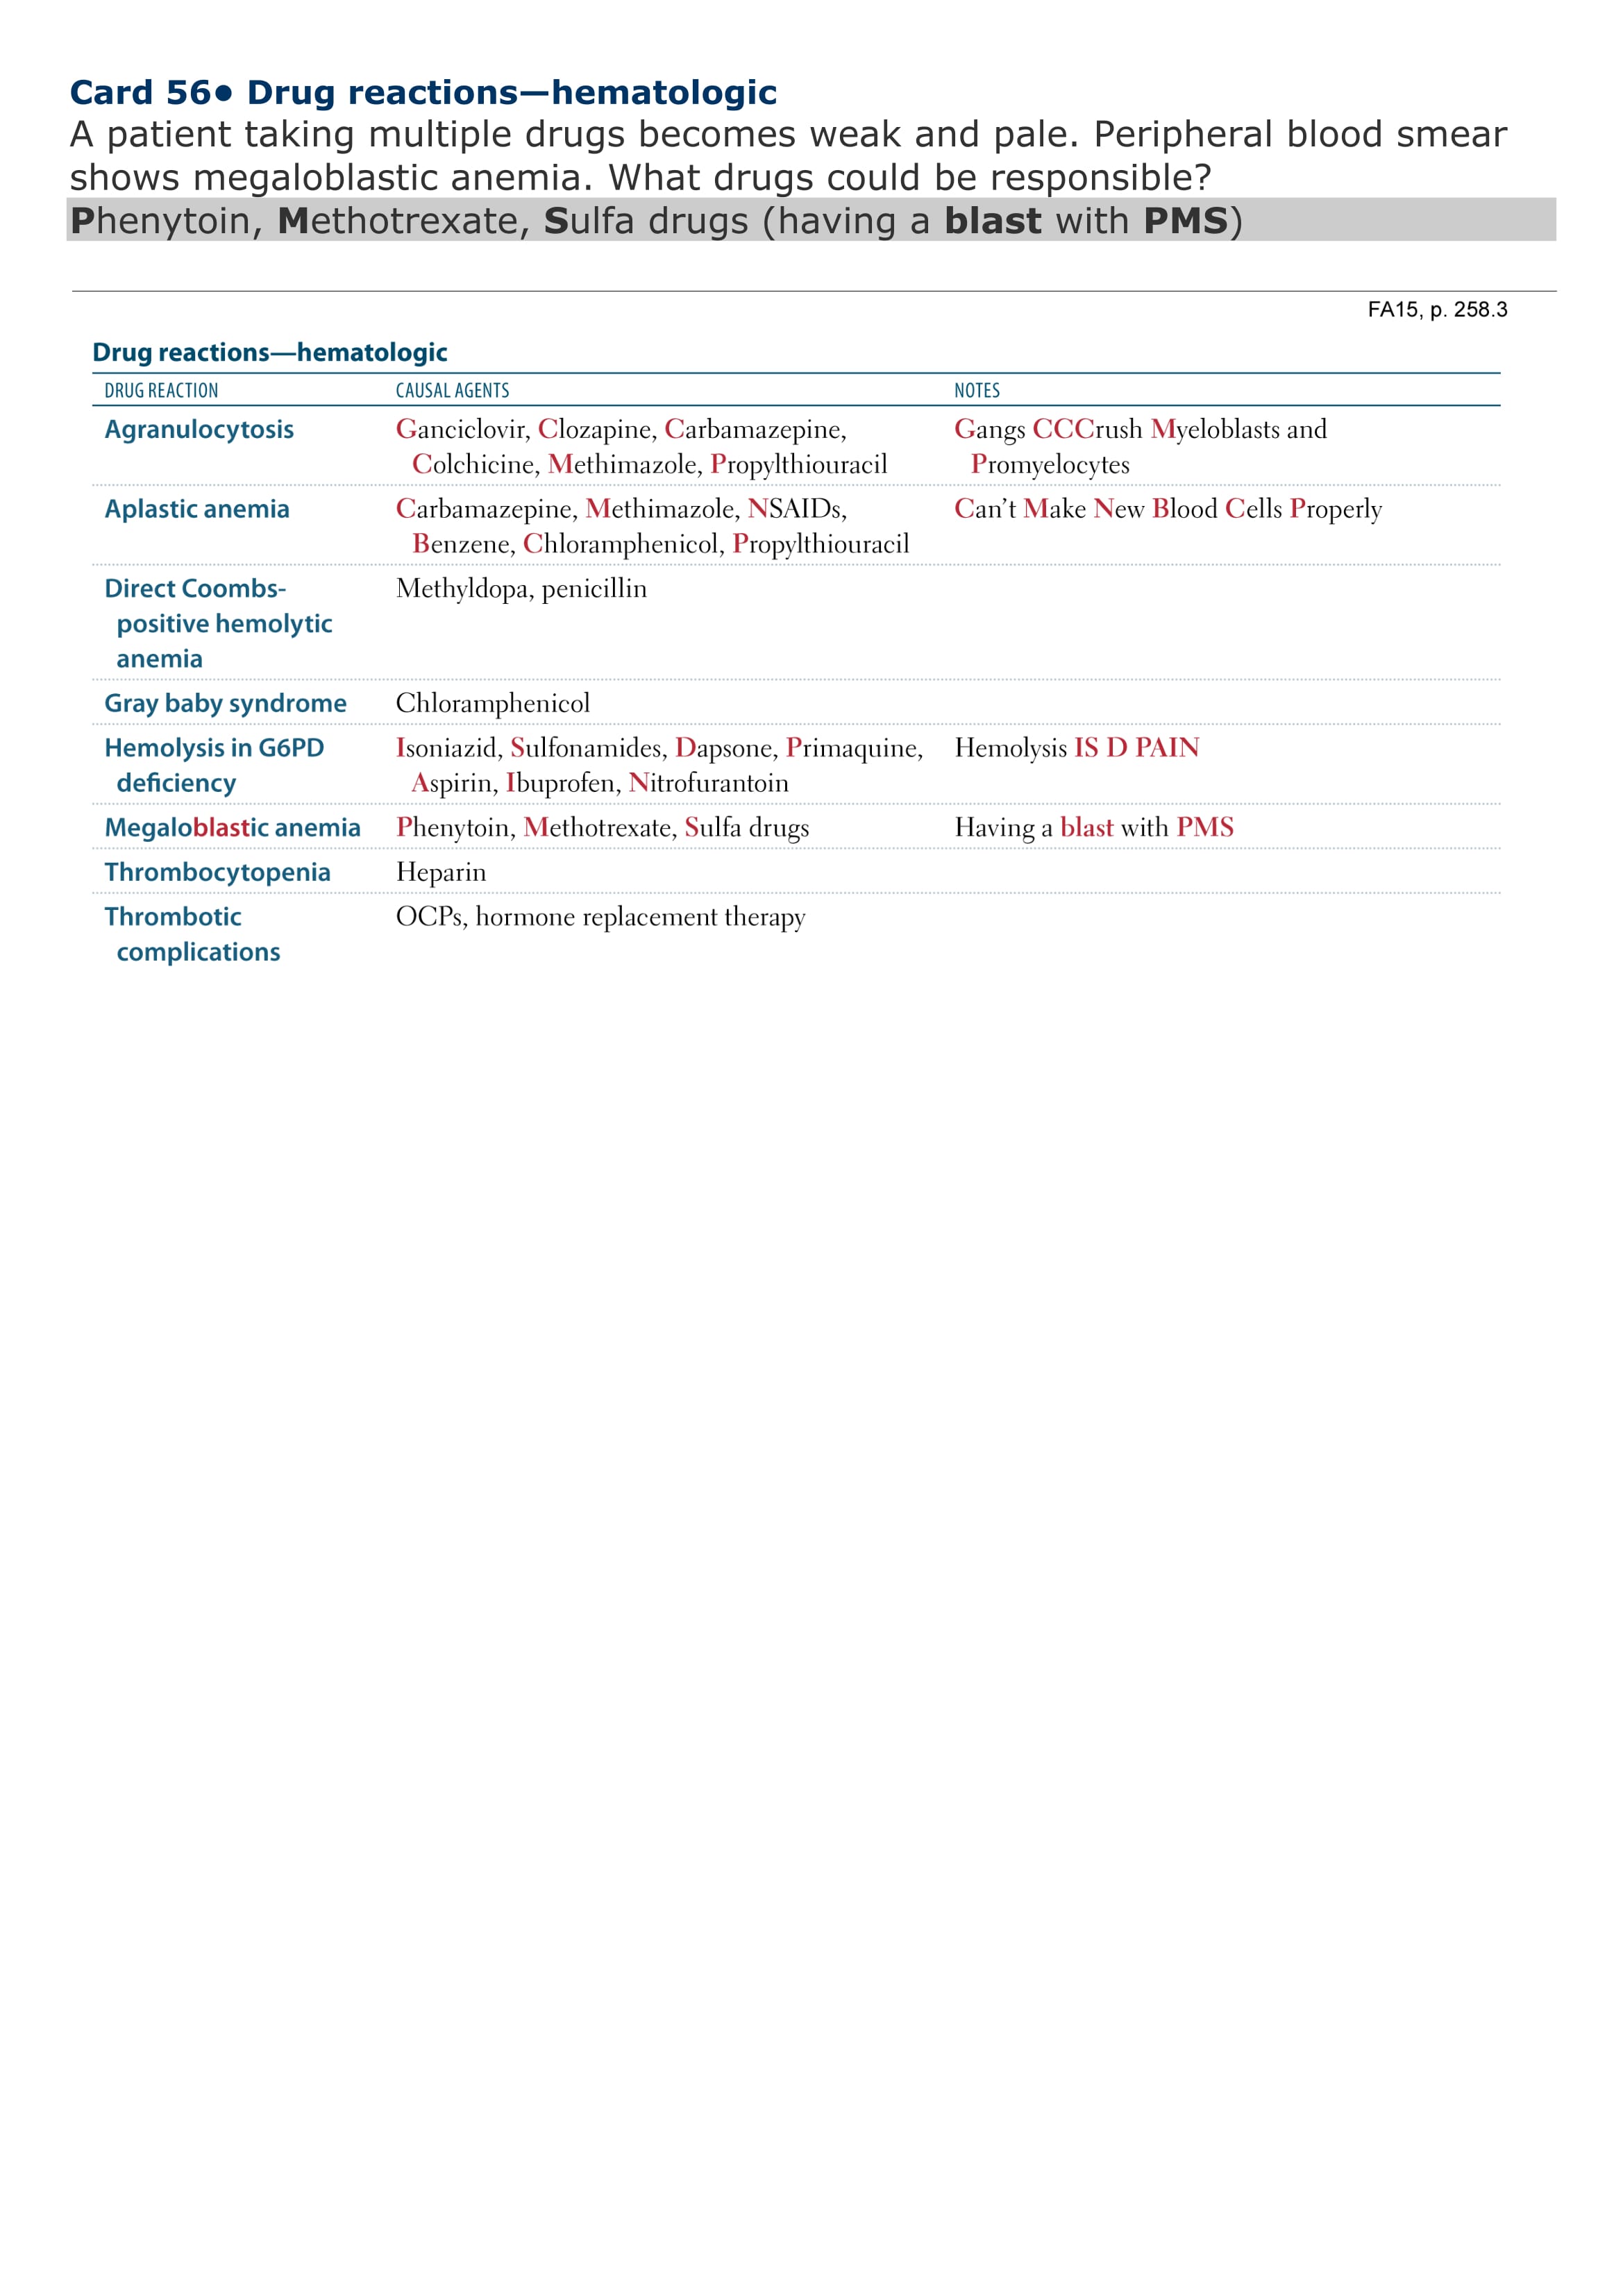 Card 56• Drug reactions—hematologic
A patient taking multiple drugs becomes weak and pale. Peripheral blood smear
shows megaloblastic anemia. What drugs could be responsible?
Phenytoin, Methotrexate, Sulfa drugs (having a blast with PMS)
FA15, p. 258.3
Drug reactions—hematologic
DRUG REACTION CAUSAL AGENTS NOTES
Agranulocytosis Ganciclovir, Clozapine, Carbamazepine, Gangs CCCrush Myeloblasts and
Colchicine, Methimazole, Propylthiouracil Promyelocytes
Aplastic anemia Carbamazepine, Methimazole, NSAIDs, Can't Make New Blood Cells Properly
Benzene, Chloramphenicol, Propylthiouracil
Direct Coombs- Methyldopa, penicillin
positive hemolytic
anemia
Gray baby syndrome Chloramphenicol
Hemolysis in G6PD Isoniazid, Sulfonamides, Dapsone, Primaquine, Hemolysis IS D PAIN
deficiency Aspirin, Ibuprofen, Nitrofurantoin
Megaloblastic anemia Phenytoin, Methotrexate, Sulfa drugs Having a blast with PMS
Thrombocytopenia Heparin
Thrombotic OCPs, hormone replacement therapy
complications